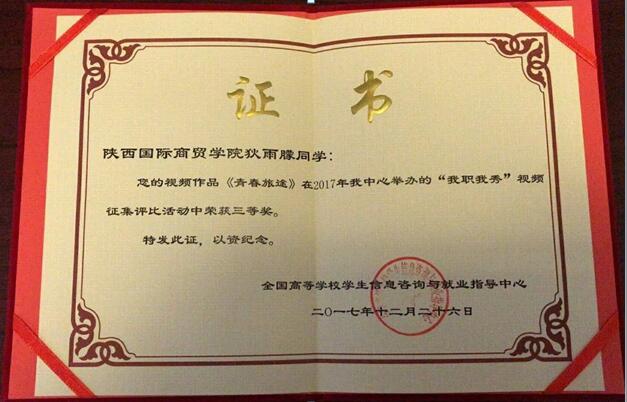 证 书
陕西国际商贸学院狄雨朦同学：
您的视频作品《青春旅途》在2017年我中心举办的“我职我秀”视频
征集评比活动中荣获三等奖。
特发此证，以资纪念。
全国高等学校学生信息咨询与就业指导中心
二〇一七年十二月二十六日